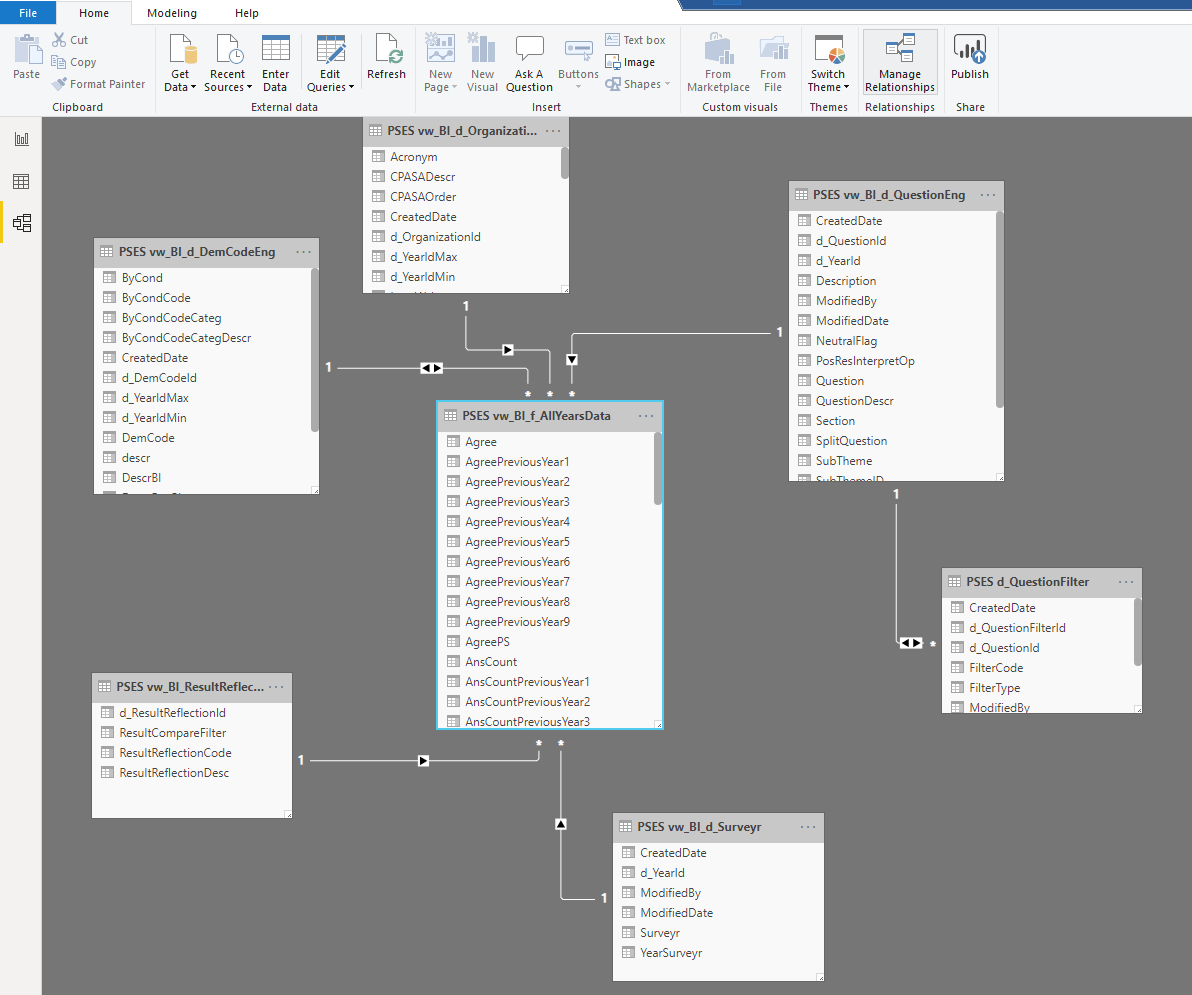 File
Home
Modeling
Help
Paste
Cut
Copy
Format Painter
Clipboard
Get Data
Recent Sources
Enter Data
Edit Queries
Refresh
External data
New Page
New Visual
Ask A Question
Buttons
Text box
Image
Shapes
Insert
From Marketplace
From File
Custom visuals
Switch Theme
Themes
Manage Relationships
Relationships
Publish
Share
PSES vw_BI_d_Organizati... ...
Acronym
CPASADescr
CPASAOrder
CreatedDate
d_OrganizationId
d_YearIdMax
d_YearIdMin
1
PSES vw_BI_d_QuestionEng ...
CreatedDate
d_QuestionId
d_YearId
Description
ModifiedBy
ModifiedDate
NeutralFlag
PosResInterpretOp
Question
QuestionDescr
Section
SplitQuestion
SubTheme
SubThemeID
1
1
PSES vw_BI_d_DemCodeEng ...
ByCond
ByCondCode
ByCondCodeCateg
ByCondCodeCategDescr
CreatedDate
d_DemCodeId
d_YearIdMax
d_YearIdMin
DemCode
descr
DescrBI
1
* * *
PSES vw_BI_f_AllYearsData ...
Agree
AgreePreviousYear1
AgreePreviousYear2
AgreePreviousYear3
AgreePreviousYear4
AgreePreviousYear5
AgreePreviousYear6
AgreePreviousYear7
AgreePreviousYear8
AgreePreviousYear9
AgreePS
AnsCount
AnsCountPreviousYear1
AnsCountPreviousYear2
AnsCountPreviousYear3
* *
PSES d_QuestionFilter ...
CreatedDate
d_QuestionFilterId
d_QuestionId
FilterCode
FilterType
ModifiedBy
*
PSES vw_BI_ResultReflec... ...
d_ResultReflectionId
ResultCompareFilter
ResultReflectionCode
ResultReflectionDesc
1
PSES vw_BI_d_Surveyr ...
CreatedDate
d_YearId
ModifiedBy
ModifiedDate
Surveyr
YearSurveyr
1